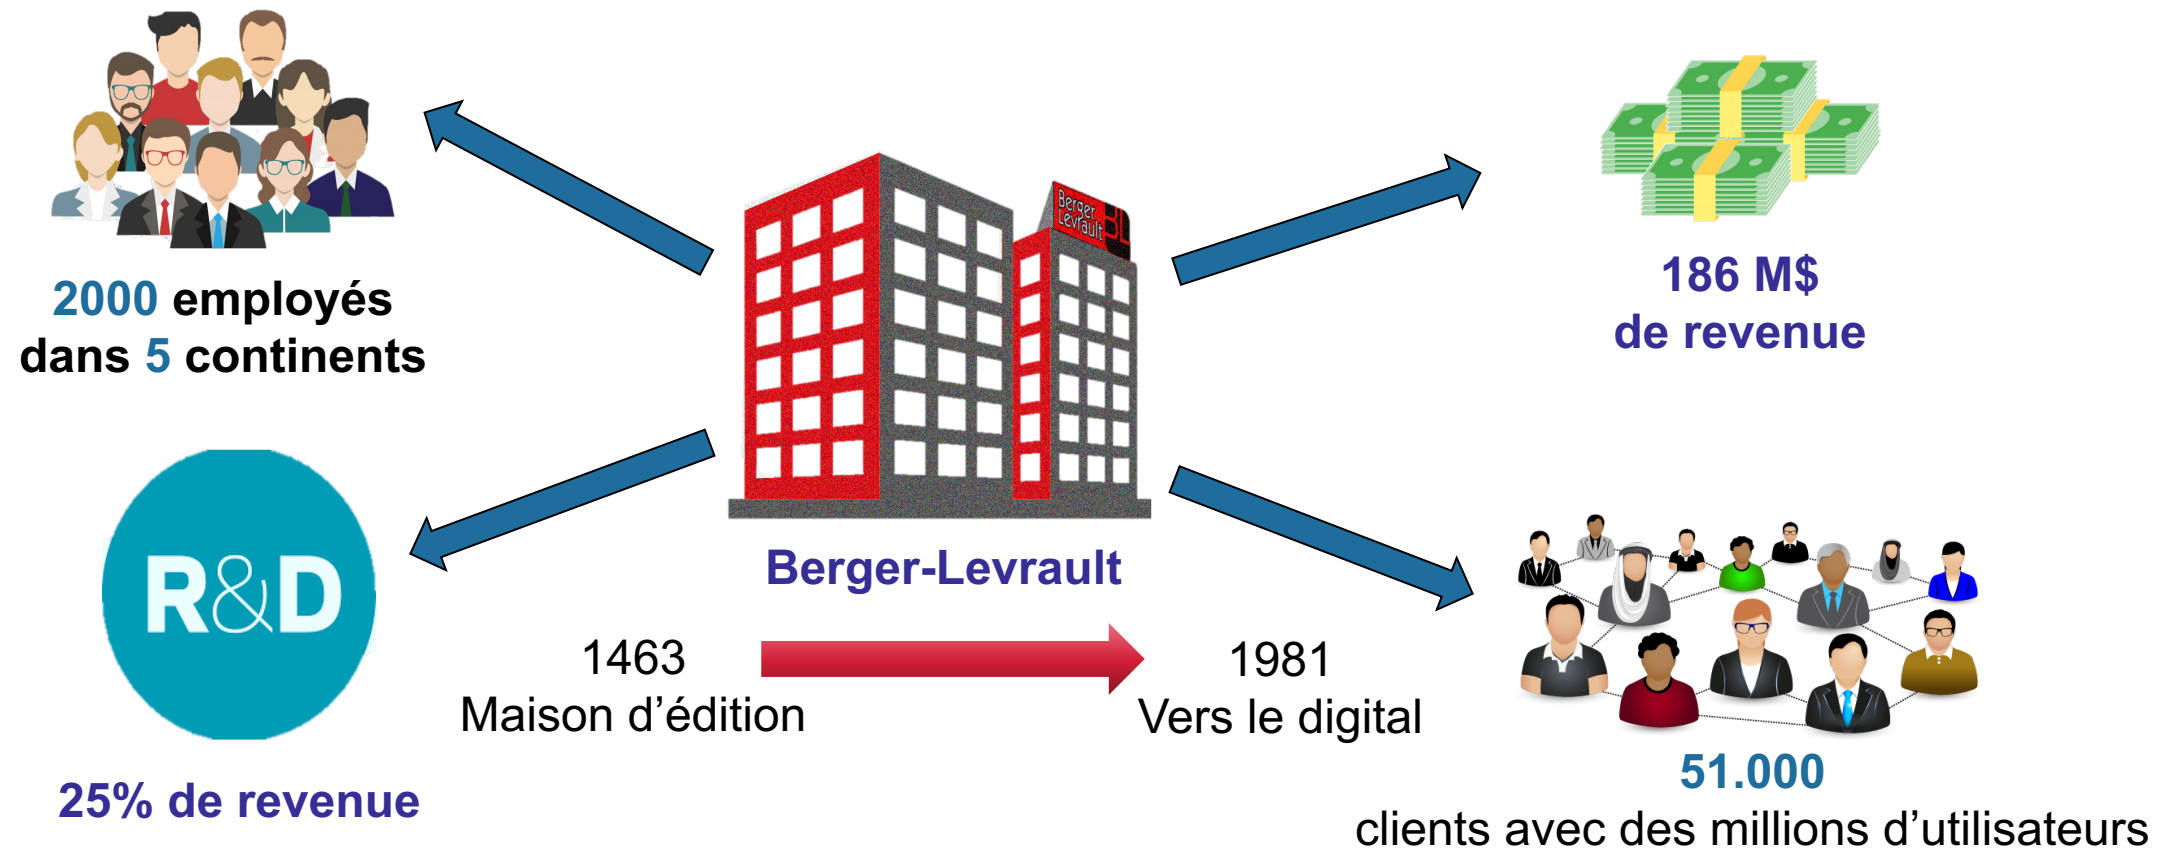 2000 employés
dans 5 continents
Berger
Levrault
BL
186 M$
de revenue
R&D
25% de revenue
Berger-Levrault
1463
Maison d’édition
1981
Vers le digital
51.000
clients avec des millions d’utilisateurs